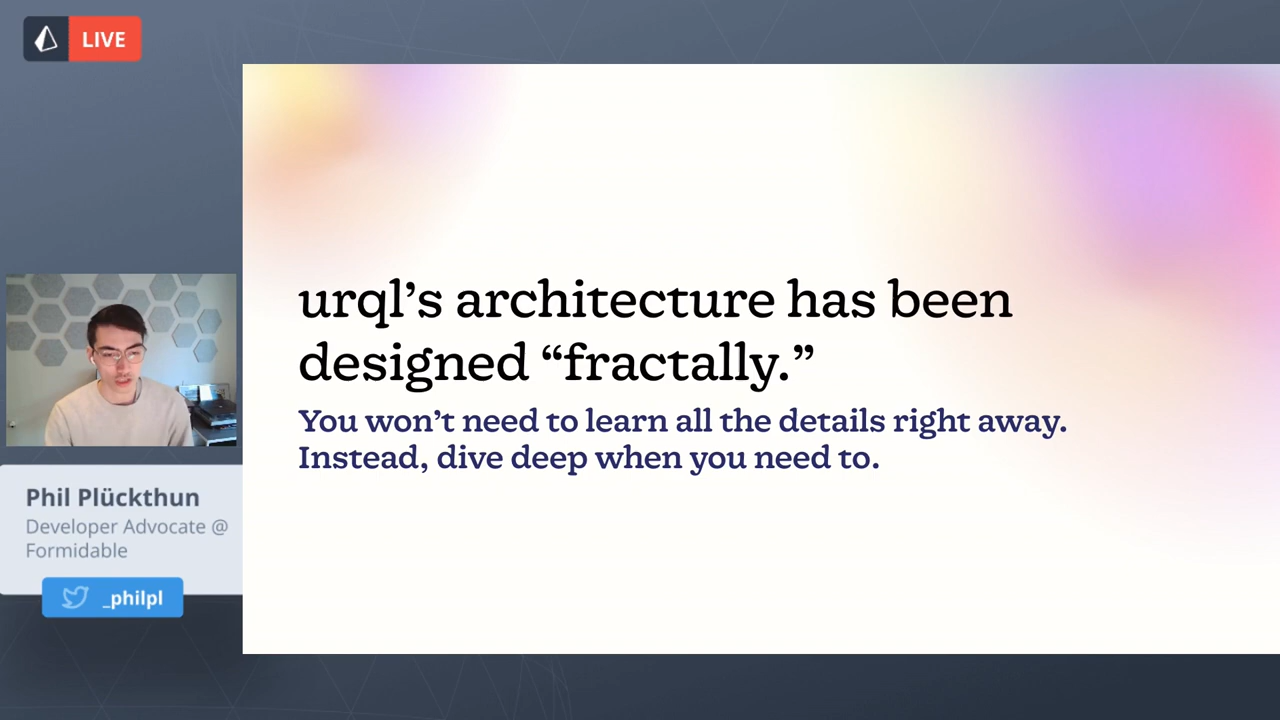 LIVE
urql’s architecture has been
designed “fractally.”
You won’t need to learn all the details right away.
Instead, dive deep when you need to.
Phil Plückthun
Developer Advocate @
Formidable
_philpl